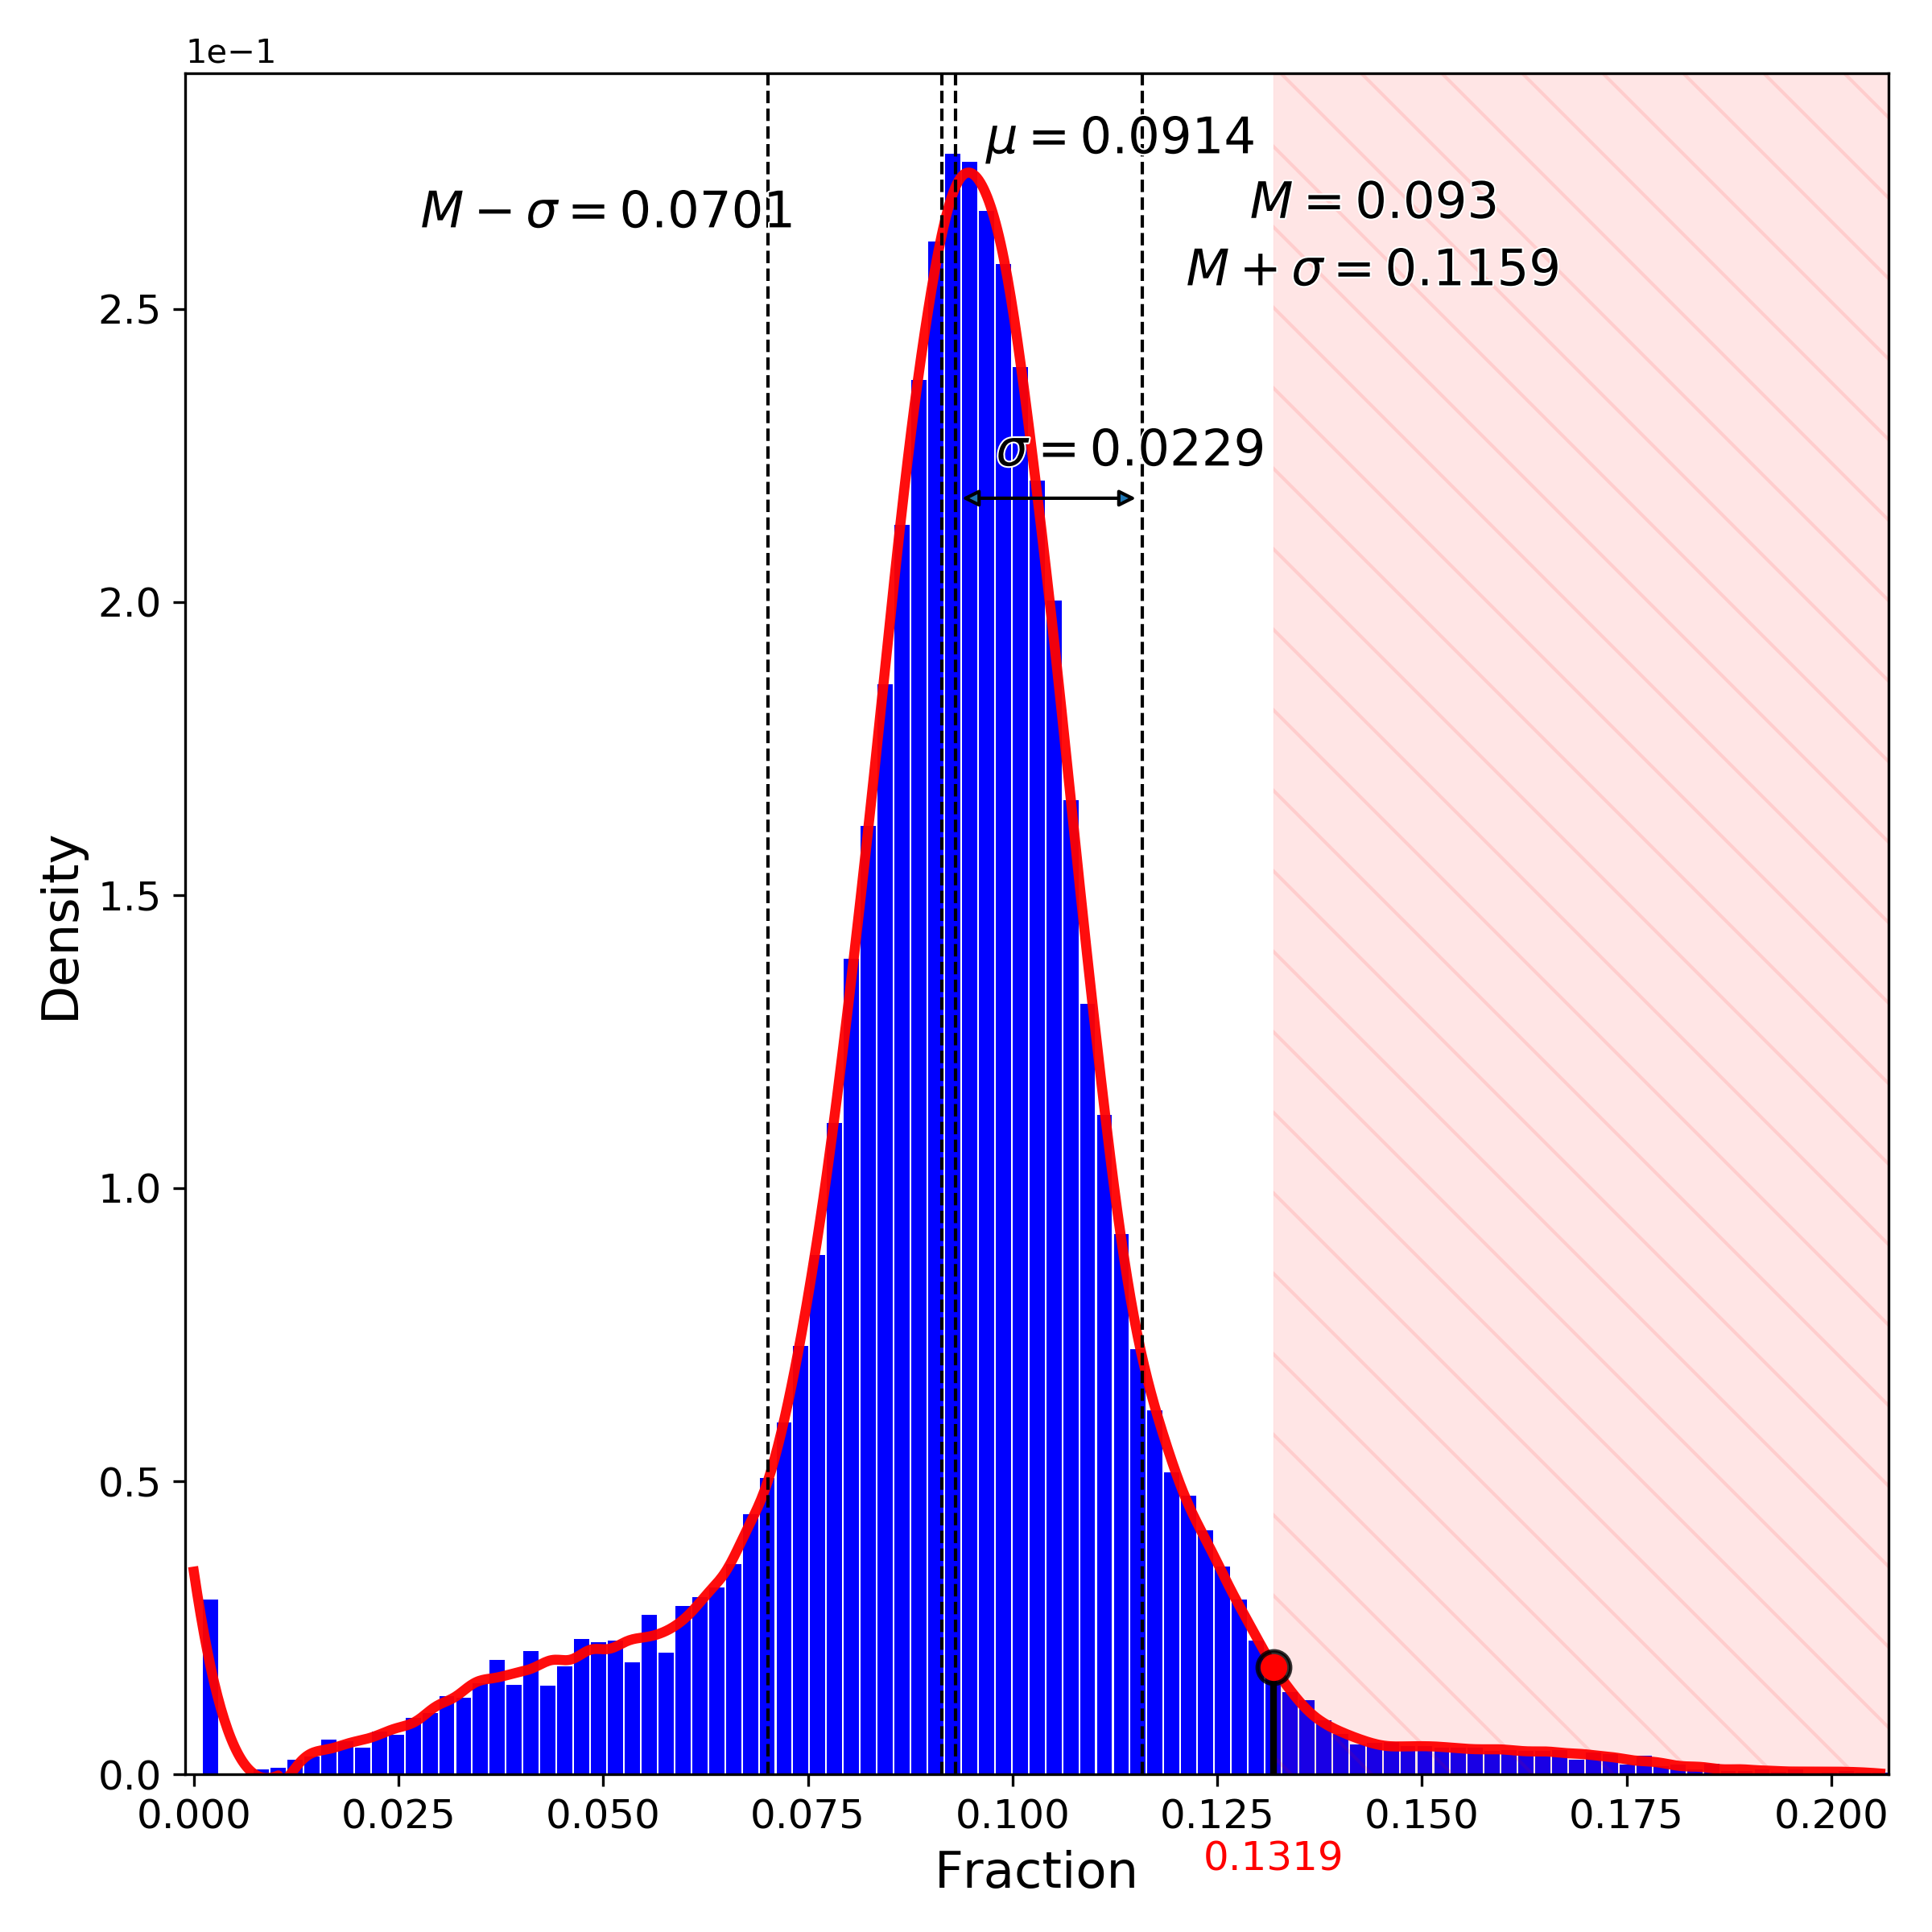 1e−1
μ = 0.0914
M = 0.093
M − σ = 0.0701
M + σ = 0.1159
σ = 0.0229
2.5
2.0
1.5
1.0
0.5
0.0
Density
0.000 0.025 0.050 0.075 0.100 0.125 0.150 0.175 0.200
0.1319
Fraction